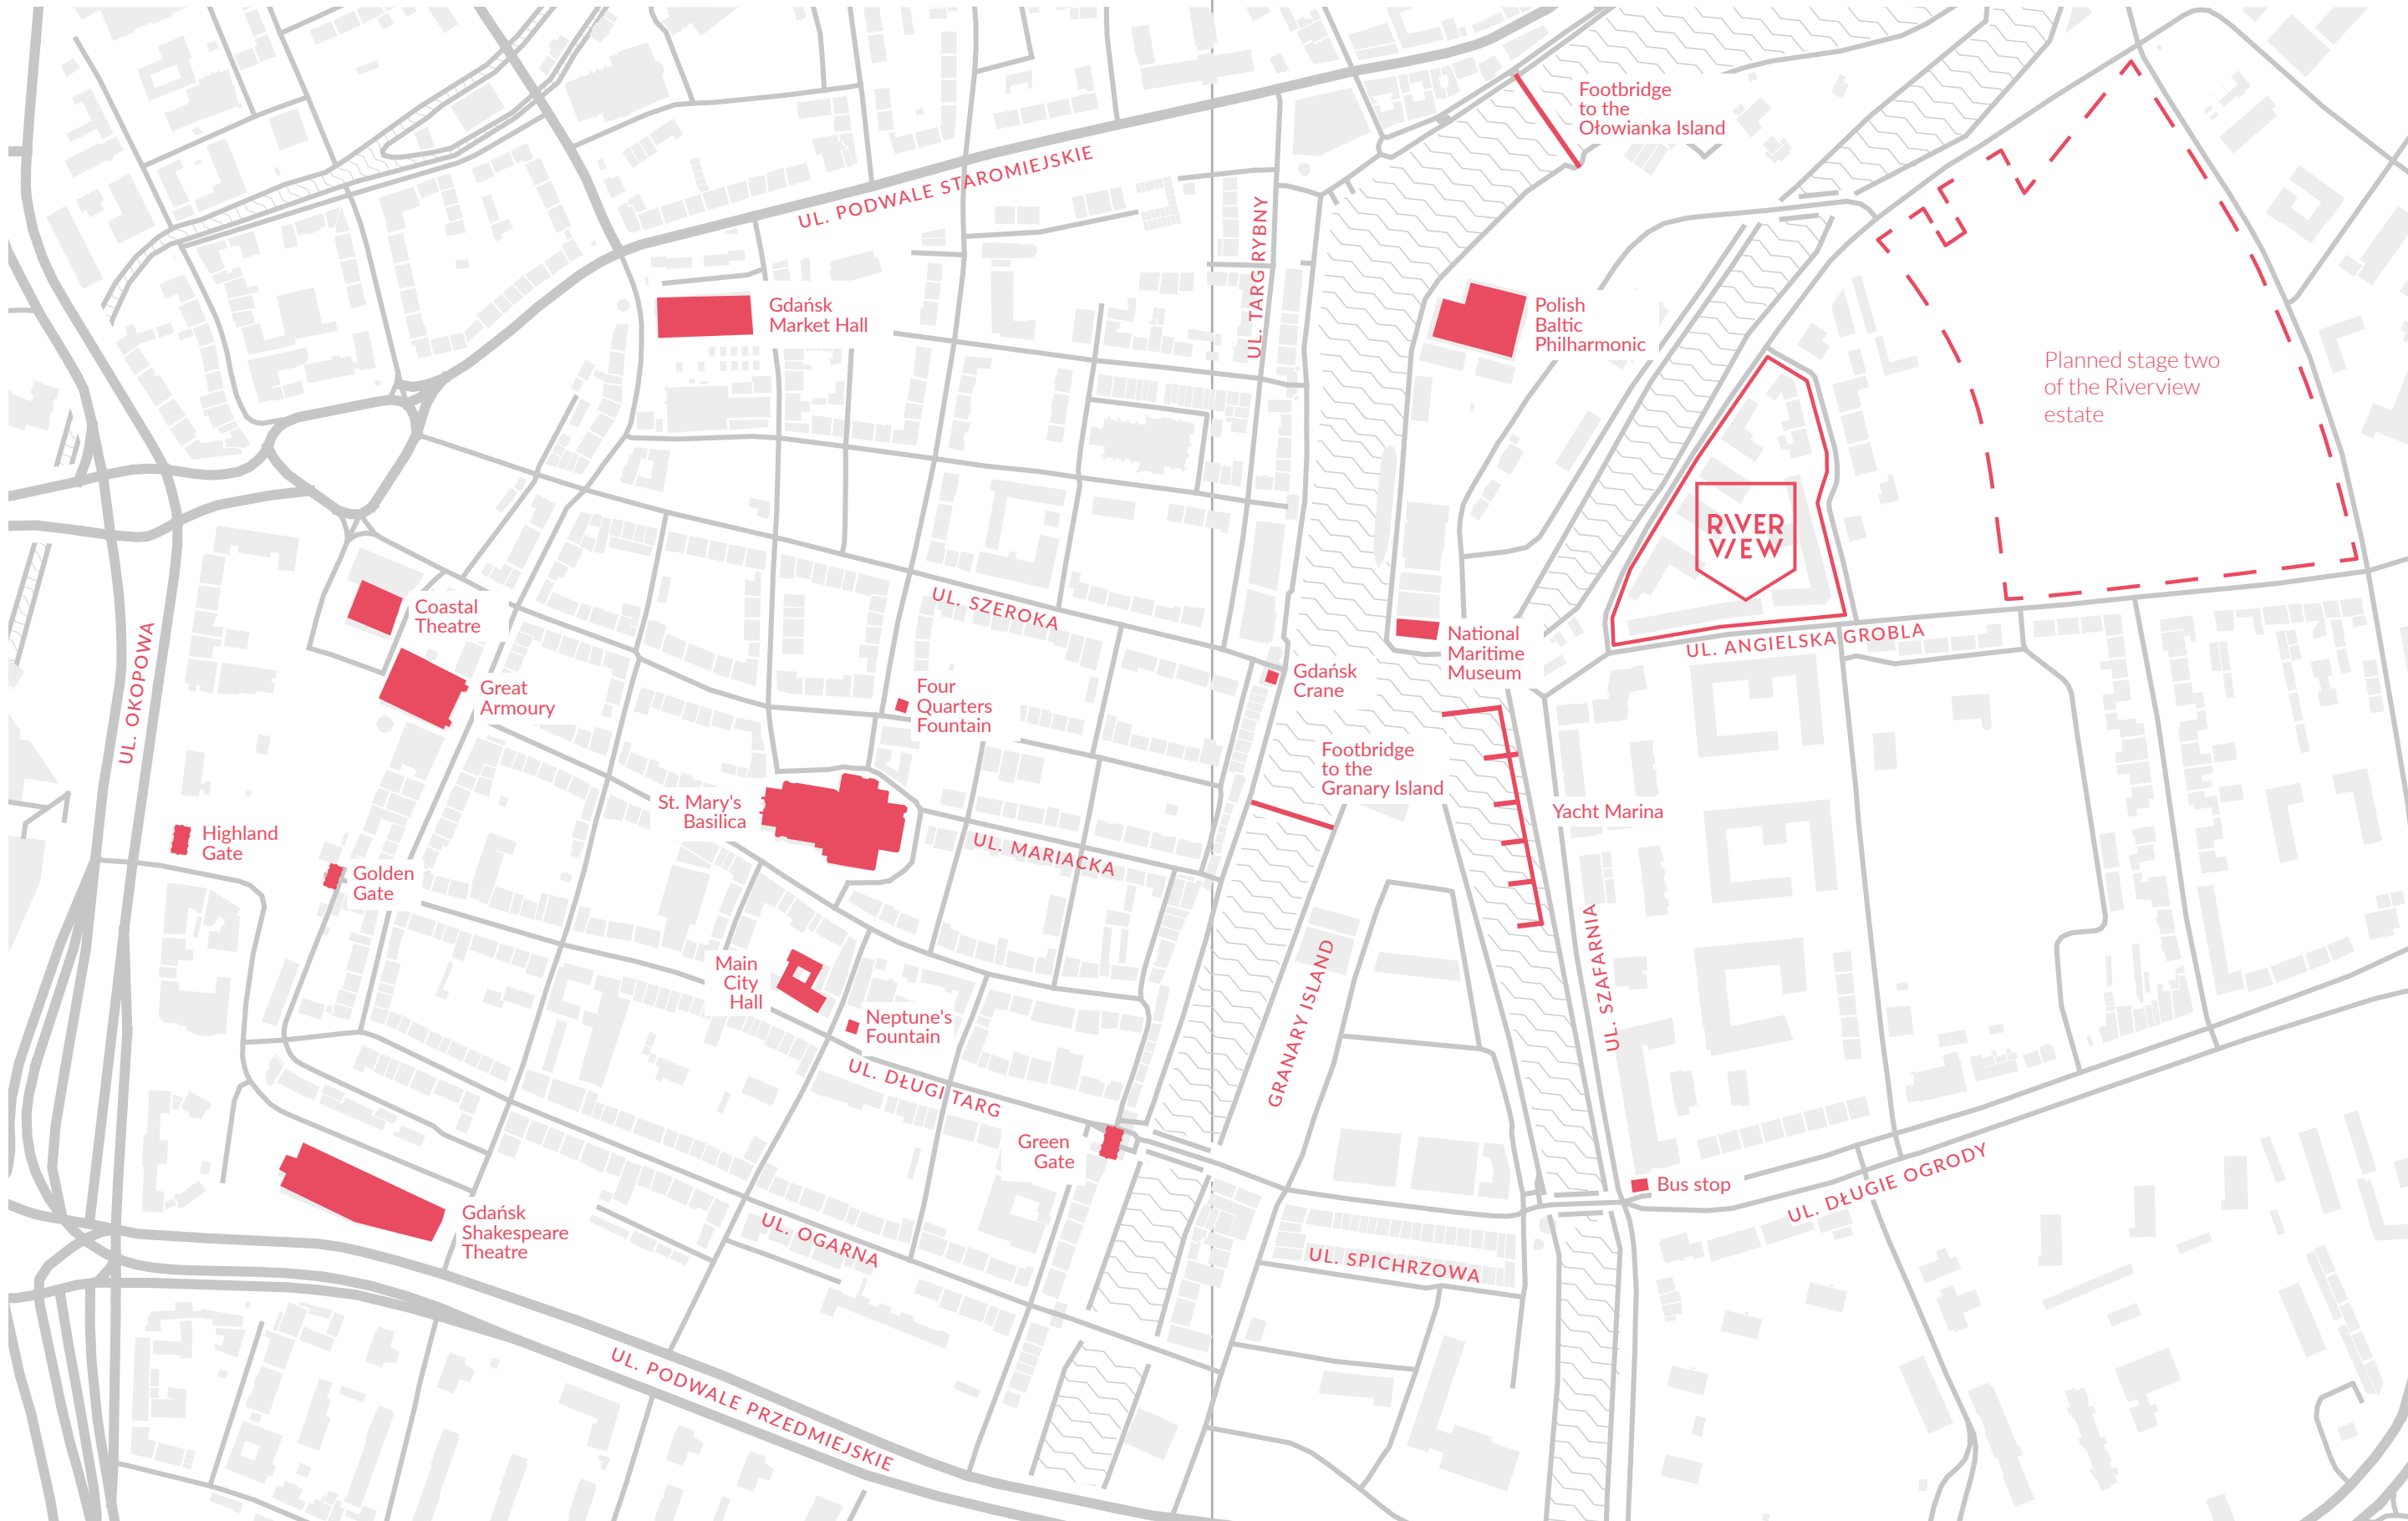 Footbridge
to the
Ołowianka Island
UL. PODWALE STAROMIEJSKIE
UL. TARG RYBNY
Gdańsk
Market Hall
Polish
Baltic
Philharmonic
Planned stage two
of the Riverview
estate
RIVER
VIEW
Coastal
Theatre
UL. SZEROKA
UL. OKOPOWA
National
Maritime
Museum
UL. ANGIELSKA GROBLA
Gdańsk
Crane
Great
Armoury
Four
Quarters
Fountain
Footbridge
to the
Granary Island
St. Mary's
Basilica
Yacht Marina
Highland
Gate
Golden
Gate
UL. MARIACKA
Main
City
Hall
Neptune's
Fountain
GRANARY ISLAND
UL. SZAFARNIA
UL. DŁUGI TARG
Green
Gate
Bus stop
UL. DŁUGIE OGRODY
Gdańsk
Shakespeare
Theatre
UL. OGARNA
UL. SPICHRZOWA
UL. PODWALE PRZEDMIEJSKIE